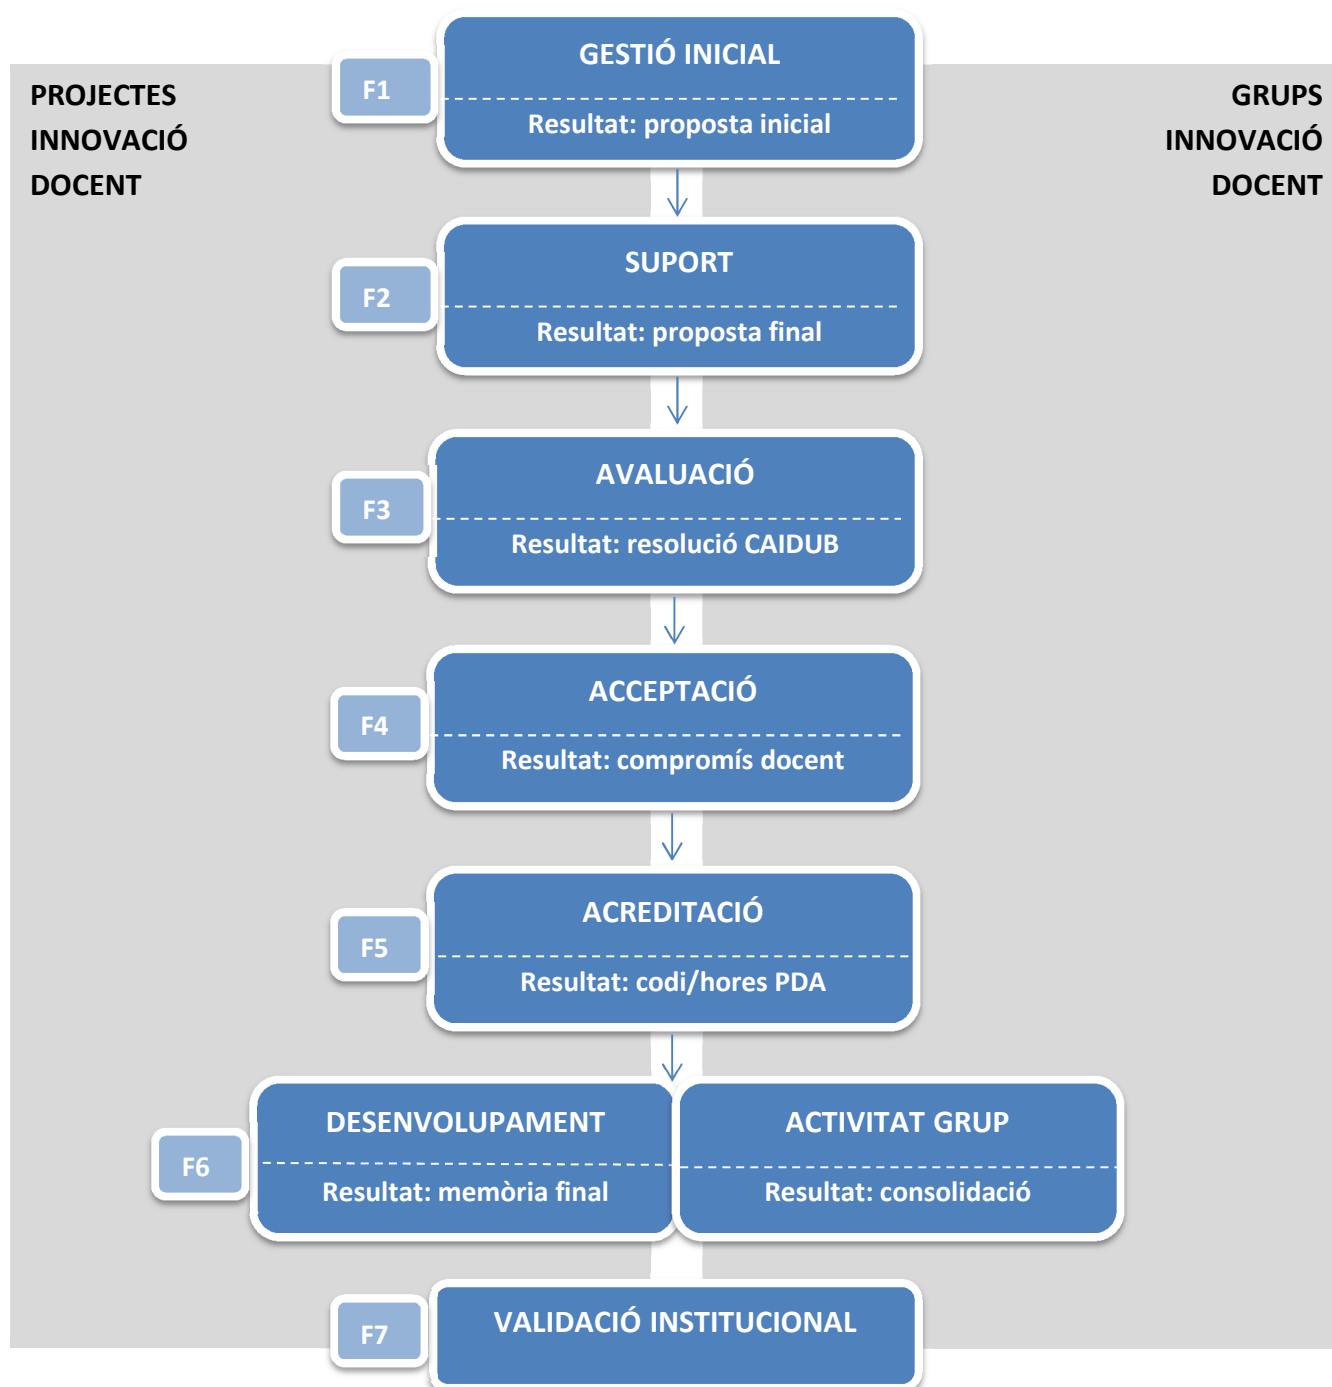 PROJECTES
INNOVACIÓ
DOCENT
GRUPS
INNOVACIÓ
DOCENT
F1
GESTIÓ INICIAL
Resultat: proposta inicial
F2
SUPORT
Resultat: proposta final
F3
AVALUACIÓ
Resultat: resolució CAIDUB
F4
ACCEPTACIÓ
Resultat: compromís docent
F5
ACREDITACIÓ
Resultat: codi/hores PDA
F6
DESENVOLUPAMENT
Resultat: memòria final
ACTIVITAT GRUP
Resultat: consolidació
F7
VALIDACIÓ INSTITUCIONAL